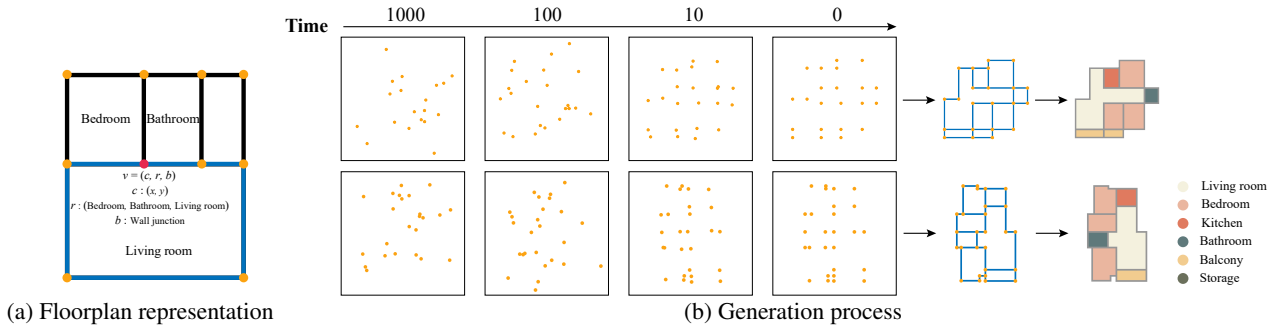 Time 1000 100 10 0
Bedroom Bathroom
v = (c, r, b)
c : (x, y)
r : (Bedroom, Bathroom, Living room)
b : Wall junction
Living room
Living room
Bedroom
Kitchen
Bathroom
Balcony
Storage
(a) Floorplan representation
(b) Generation process